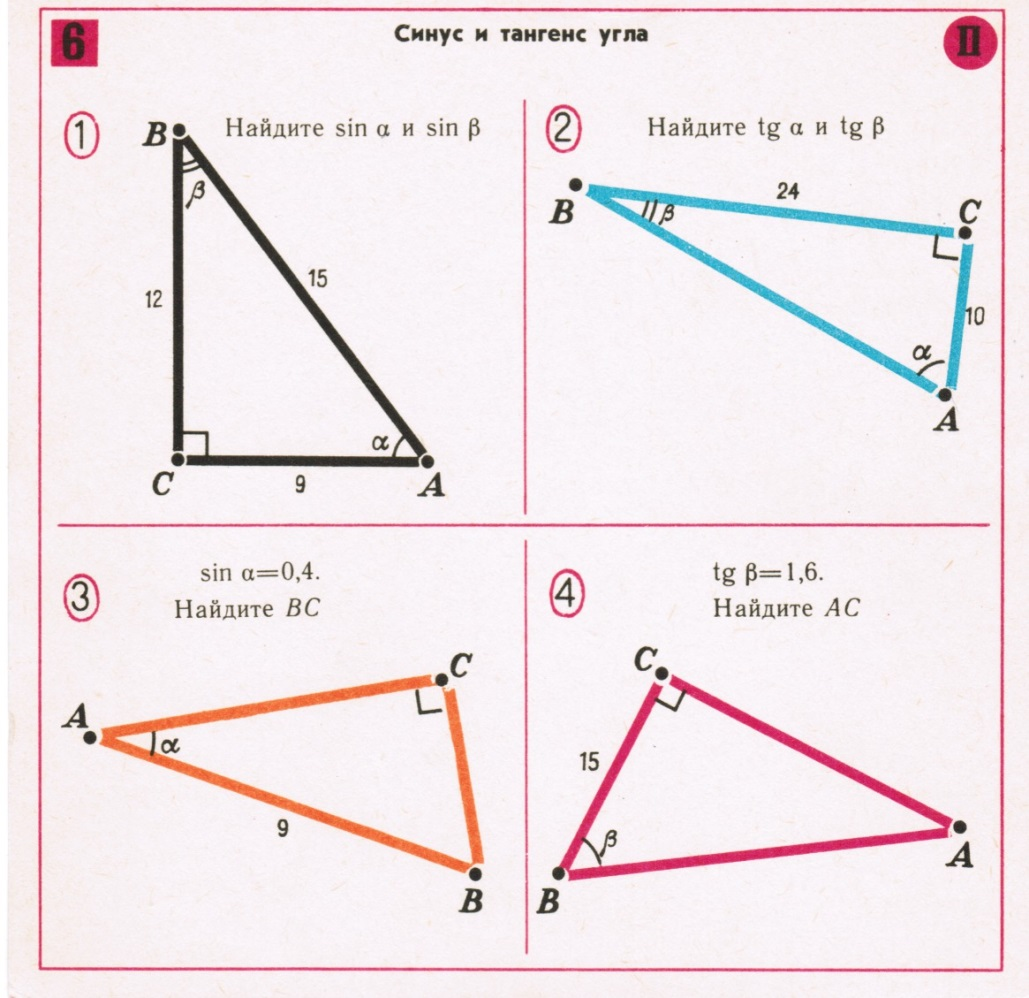 6
Синус и тангенс угла
II
1
Найдите sin α и sin β
B
β
12
15
α
C
9
A
2
Найдите tg α и tg β
B
24
β
C
10
α
A
3
sin α=0,4.
Найдите BC
A
C
α
9
B
4
tg β=1,6.
Найдите AC
C
15
β
A
B